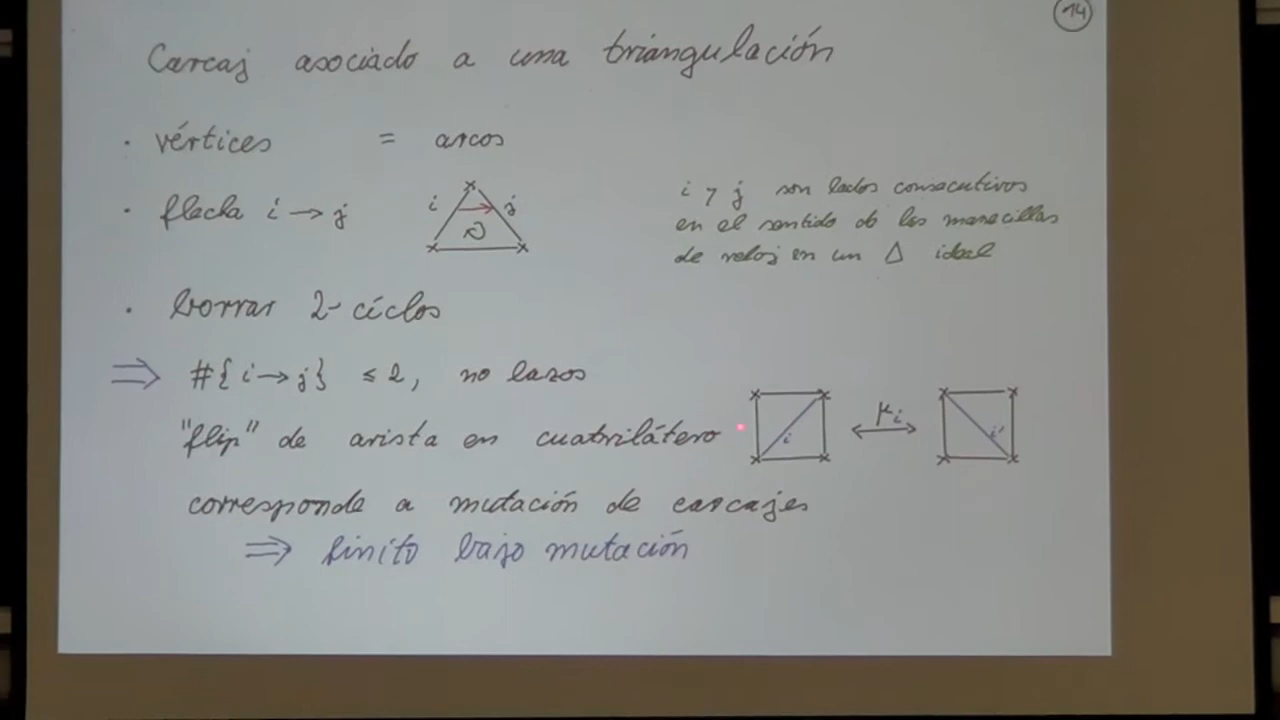 14
Carcaj asociado a una triangulación
· vértices = arcos
· flecha i → j
i j
i y j son lados consecutivos
en el sentido de las manecillas
de reloj en un Δ ideal
· borrar 2-ciclos
⇒ #{i→j} ≤ 2, no lazos
"flip" de arista en cuadrilátero
i μi i'
corresponde a mutación de carcajes
⇒ finito bajo mutación